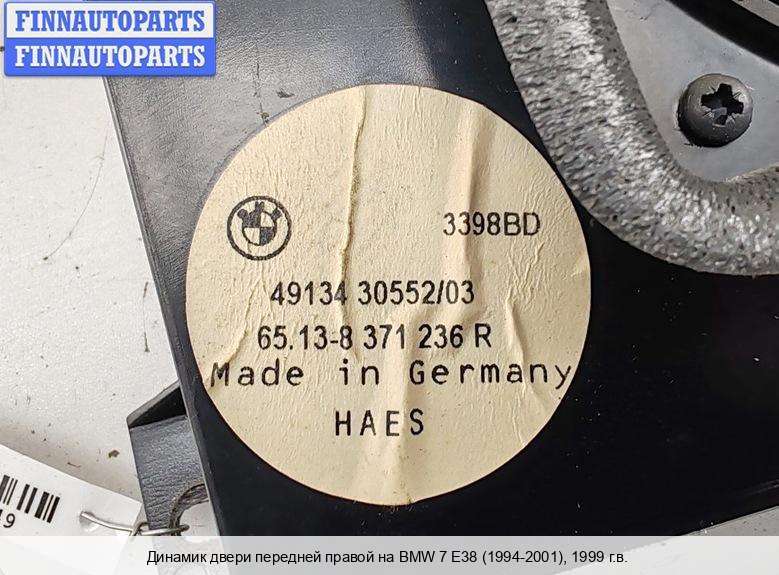 FINNAUTOPARTS
FINNAUTOPARTS
3398BD
49134 30552/03
65.13-8 371 236 R
Made in Germany
HAES
Динамик двери передней правой на BMW 7 E38 (1994-2001), 1999 г.в.